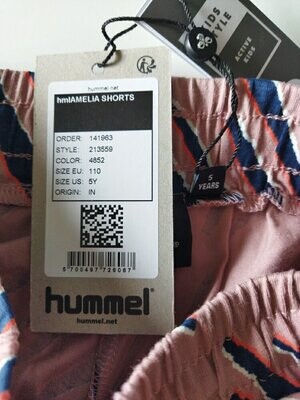 hummel.net
hmlAMELIA SHORTS
ORDER: 141963
STYLE: 213559
COLOR: 4852
SIZE EU: 110
SIZE US: 5Y
ORIGIN: IN
5 700497 726087
hummel
hummel.net
KIDS
STYLE
ACTIVE
KIDS
5
YEARS